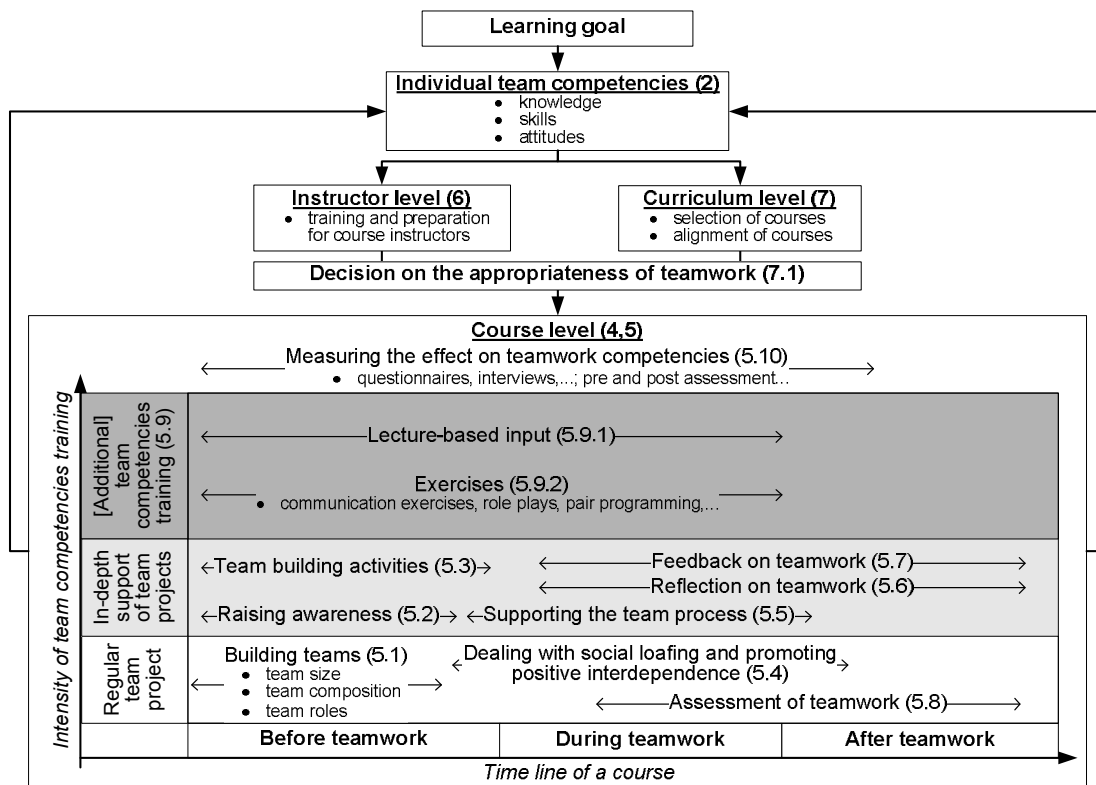 Learning goal
Individual team competencies (2)
• knowledge
• skills
• attitudes
Instructor level (6)
• training and preparation
for course instructors
Curriculum level (7)
• selection of courses
• alignment of courses
Decision on the appropriateness of teamwork (7.1)
Course level (4,5)
Measuring the effect on teamwork competencies (5.10)
• questionnaires, interviews,...; pre and post assessment...
Intensity of team competencies training
[Additional]
team
competencies
training (5.9)
Lecture-based input (5.9.1)
Exercises (5.9.2)
• communication exercises, role plays, pair programming,...
In-depth
support
of team
projects
Team building activities (5.3)
Feedback on teamwork (5.7)
Reflection on teamwork (5.6)
Raising awareness (5.2)
Supporting the team process (5.5)
Regular
team
project
Building teams (5.1)
• team size
• team composition
• team roles
Dealing with social loafing and promoting
positive interdependence (5.4)
Assessment of teamwork (5.8)
Before teamwork
During teamwork
After teamwork
Time line of a course